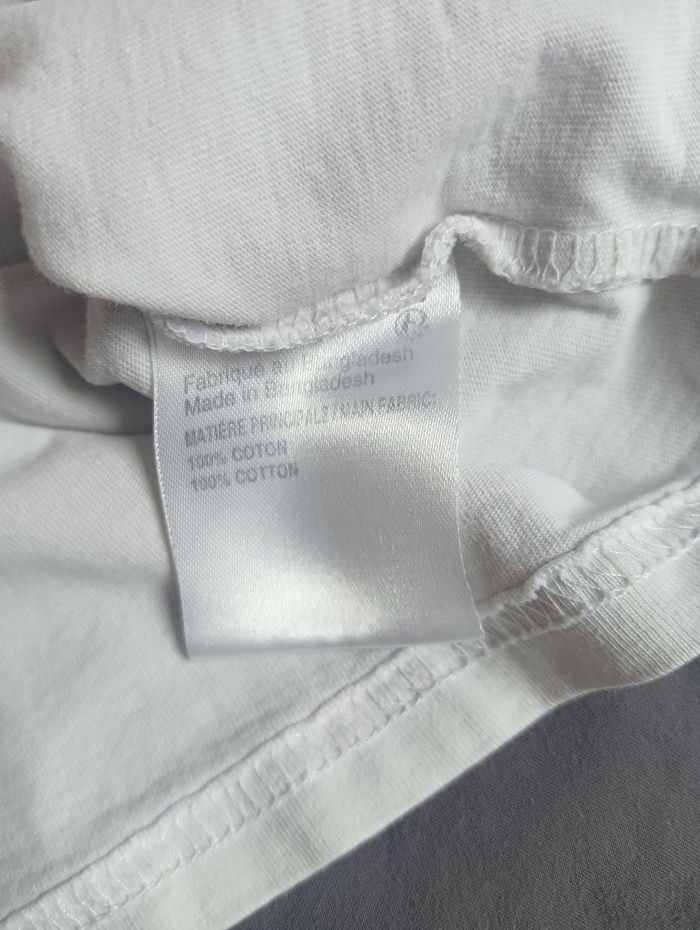 Fabriqué au Bangladesh
Made in Bangladesh
MATIÈRE PRINCIPALE / MAIN FABRIC:
100% COTON
100% COTTON